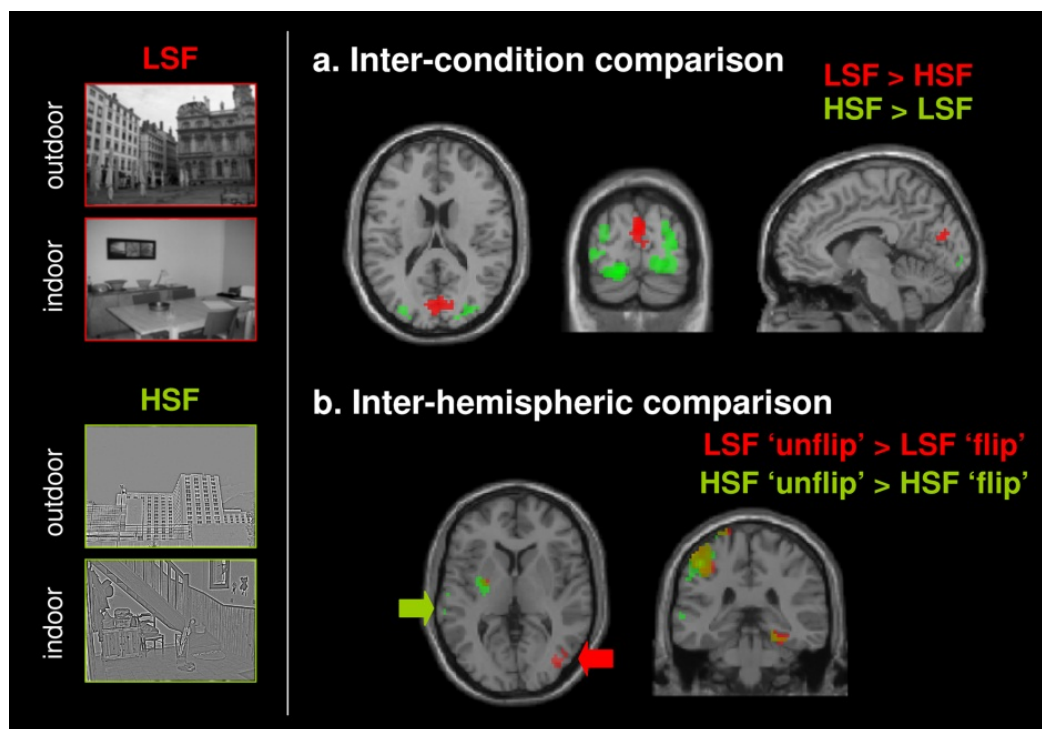 LSF
outdoor
indoor
HSF
outdoor
indoor
a. Inter-condition comparison
LSF > HSF
HSF > LSF
b. Inter-hemispheric comparison
LSF ‘unflip’ > LSF ‘flip’
HSF ‘unflip’ > HSF ‘flip’